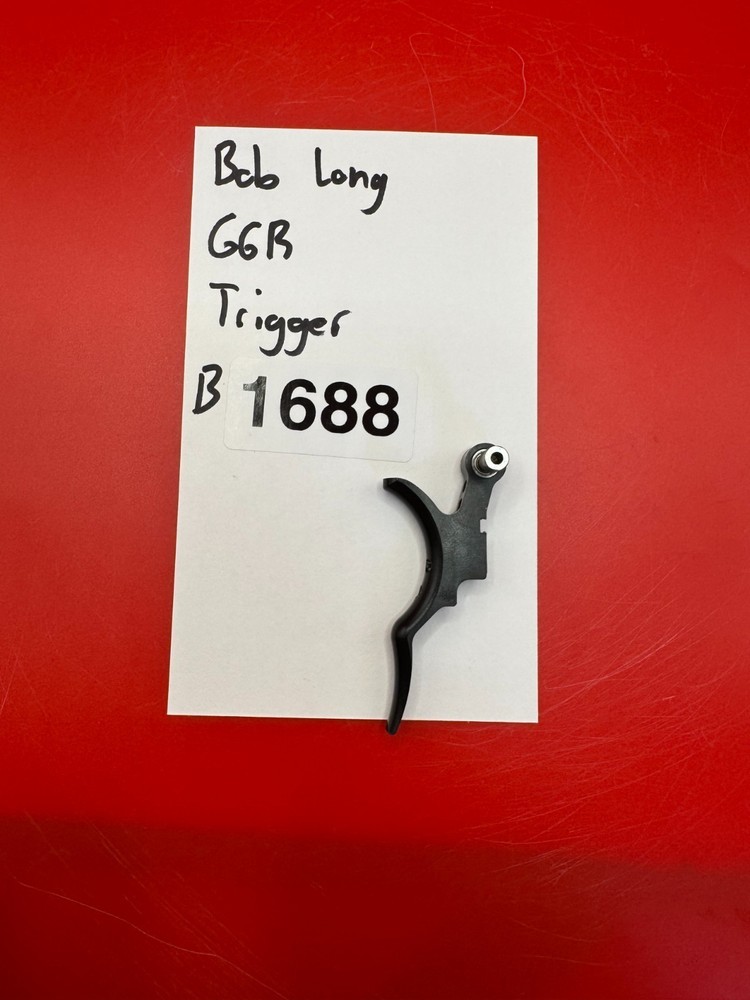 Bob Long
G6R
Trigger
B 1688